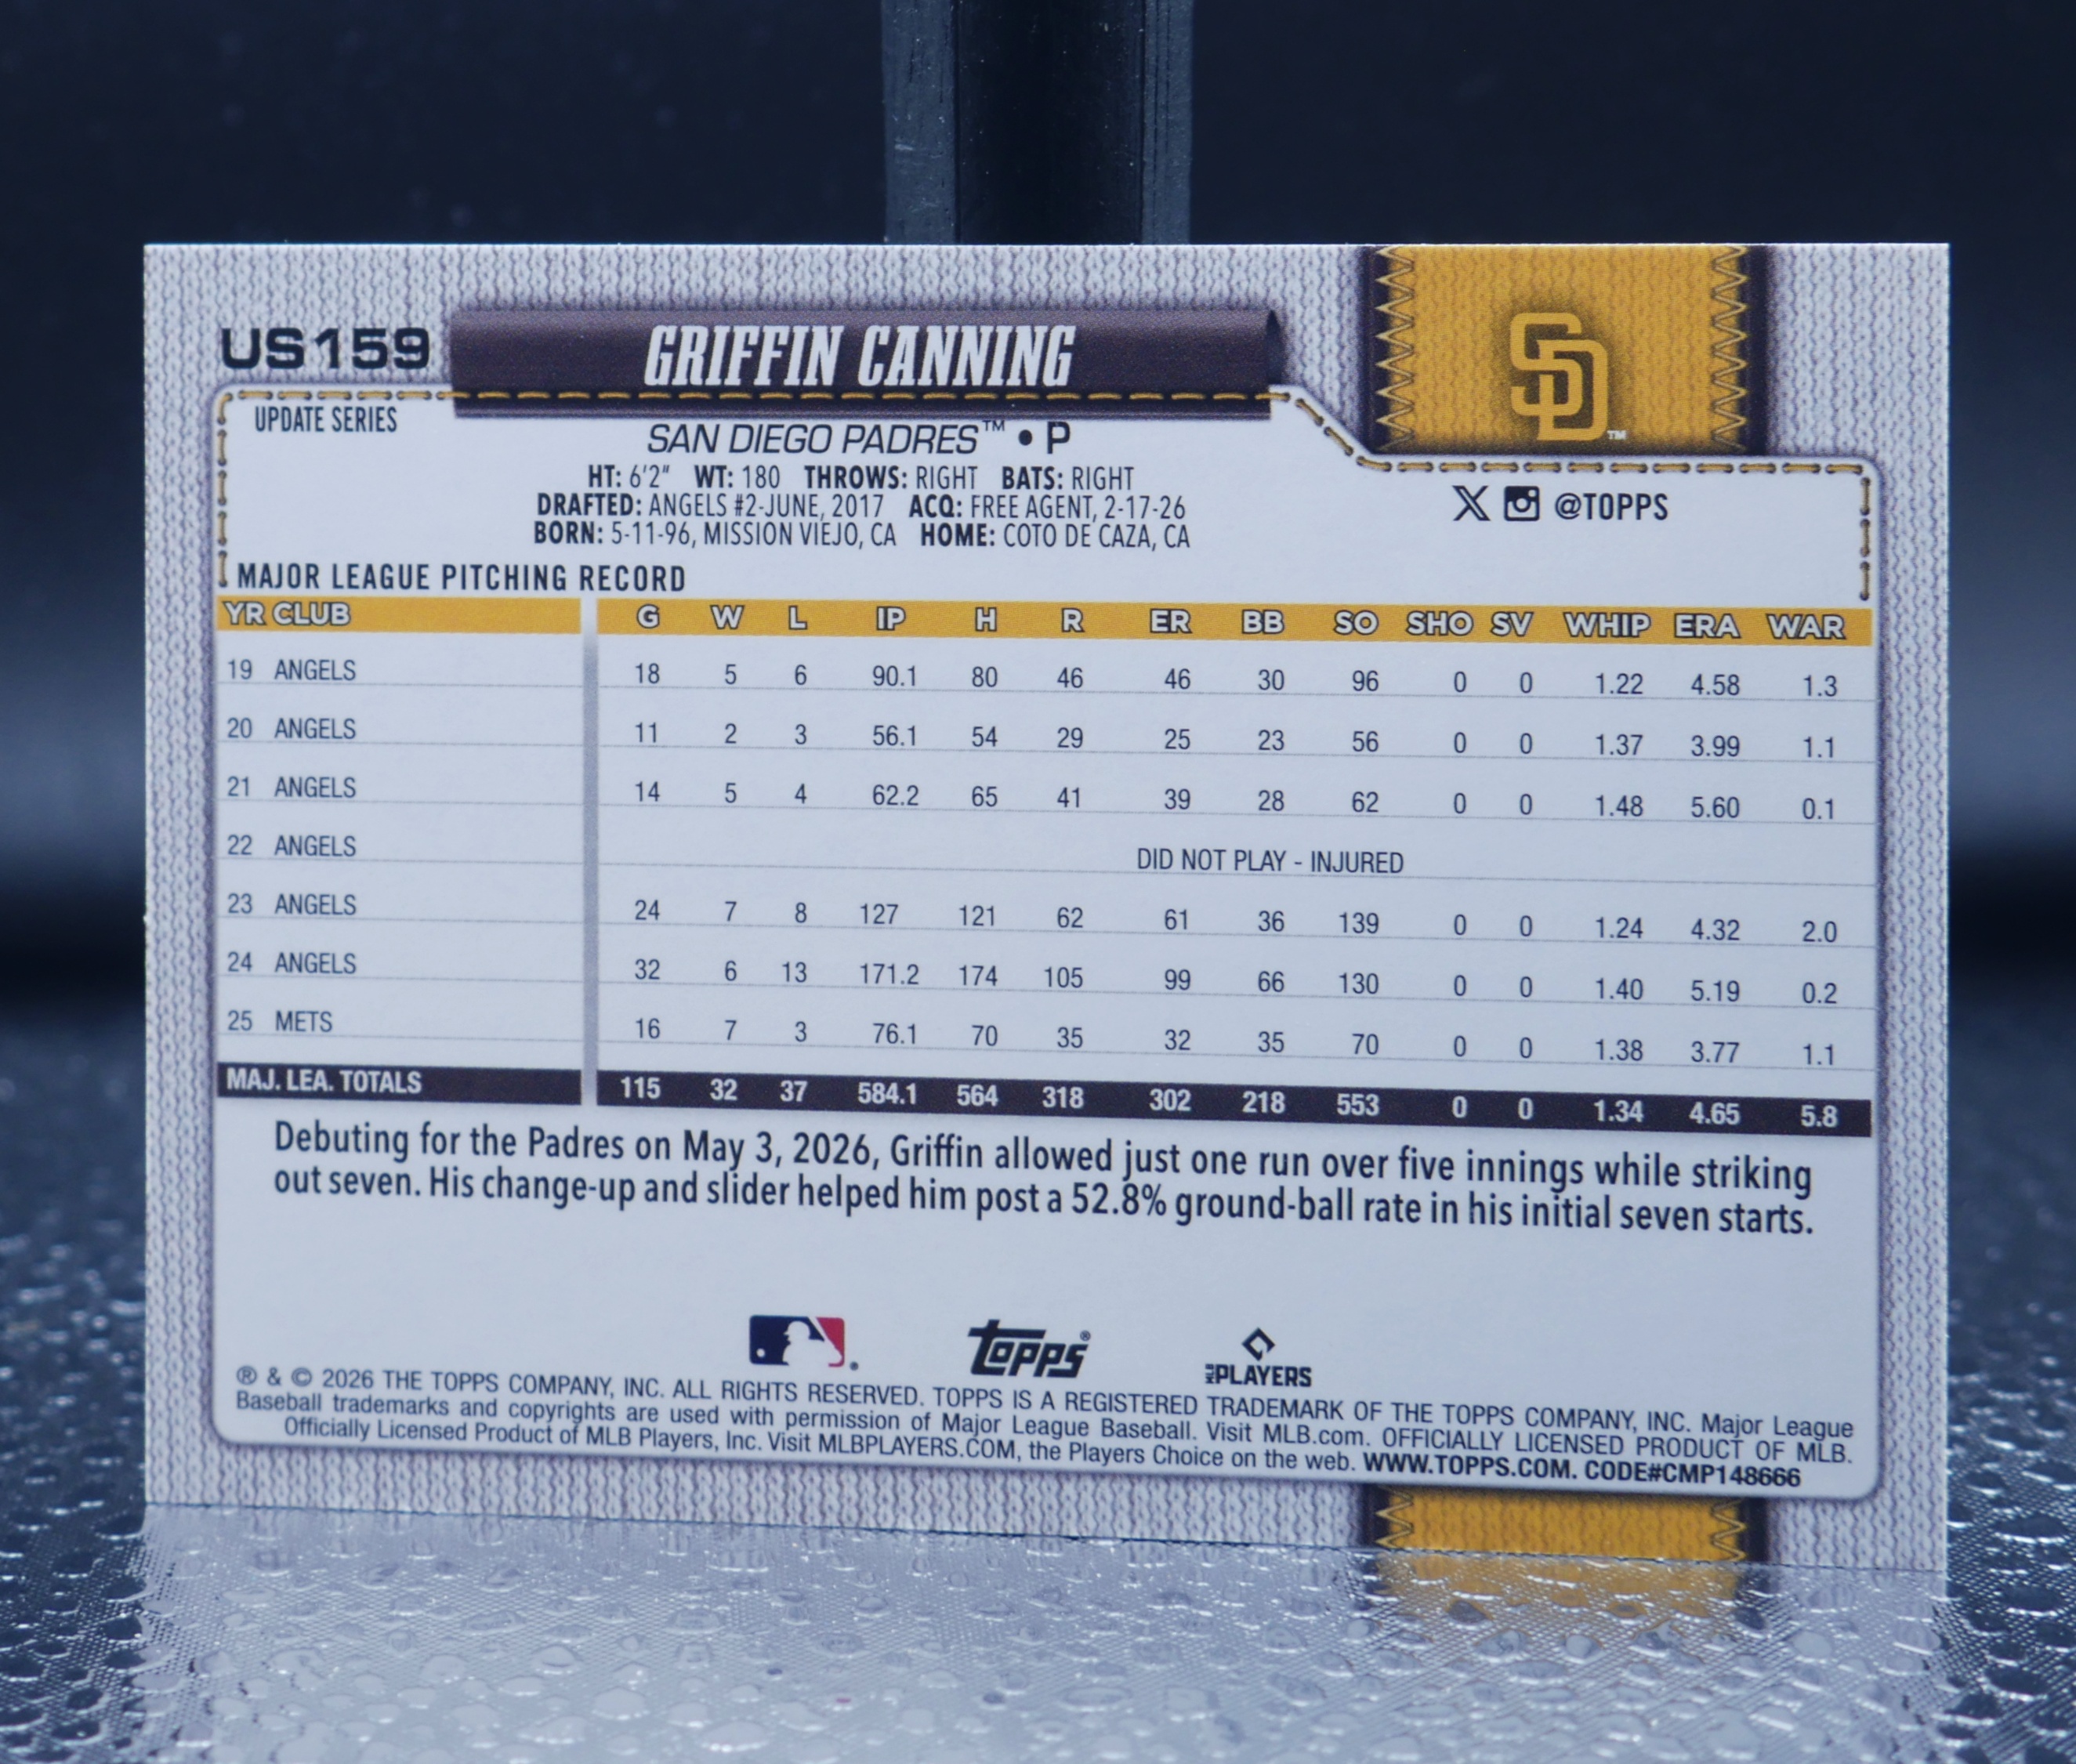 US159
GRIFFIN CANNING
SD™
UPDATE SERIES
SAN DIEGO PADRES™ • P
HT: 6'2" WT: 180 THROWS: RIGHT BATS: RIGHT
DRAFTED: ANGELS #2-JUNE, 2017 ACQ: FREE AGENT, 2-17-26
BORN: 5-11-96, MISSION VIEJO, CA HOME: COTO DE CAZA, CA
X @TOPPS
MAJOR LEAGUE PITCHING RECORD
YR CLUB G W L IP H R ER BB SO SHO SV WHIP ERA WAR
19 ANGELS 18 5 6 90.1 80 46 46 30 96 0 0 1.22 4.58 1.3
20 ANGELS 11 2 3 56.1 54 29 25 23 56 0 0 1.37 3.99 1.1
21 ANGELS 14 5 4 62.2 65 41 39 28 62 0 0 1.48 5.60 0.1
22 ANGELS DID NOT PLAY - INJURED
23 ANGELS 24 7 8 127 121 62 61 36 139 0 0 1.24 4.32 2.0
24 ANGELS 32 6 13 171.2 174 105 99 66 130 0 0 1.40 5.19 0.2
25 METS 16 7 3 76.1 70 35 32 35 70 0 0 1.38 3.77 1.1
MAJ. LEA. TOTALS 115 32 37 584.1 564 318 302 218 553 0 0 1.34 4.65 5.8
Debuting for the Padres on May 3, 2026, Griffin allowed just one run over five innings while striking
out seven. His change-up and slider helped him post a 52.8% ground-ball rate in his initial seven starts.
®
topps®
MLB PLAYERS
® & © 2026 THE TOPPS COMPANY, INC. ALL RIGHTS RESERVED. TOPPS IS A REGISTERED TRADEMARK OF THE TOPPS COMPANY, INC. Major League
Baseball trademarks and copyrights are used with permission of Major League Baseball. Visit MLB.com. OFFICIALLY LICENSED PRODUCT OF MLB.
Officially Licensed Product of MLB Players, Inc. Visit MLBPLAYERS.COM, the Players Choice on the web. WWW.TOPPS.COM. CODE#CMP148666